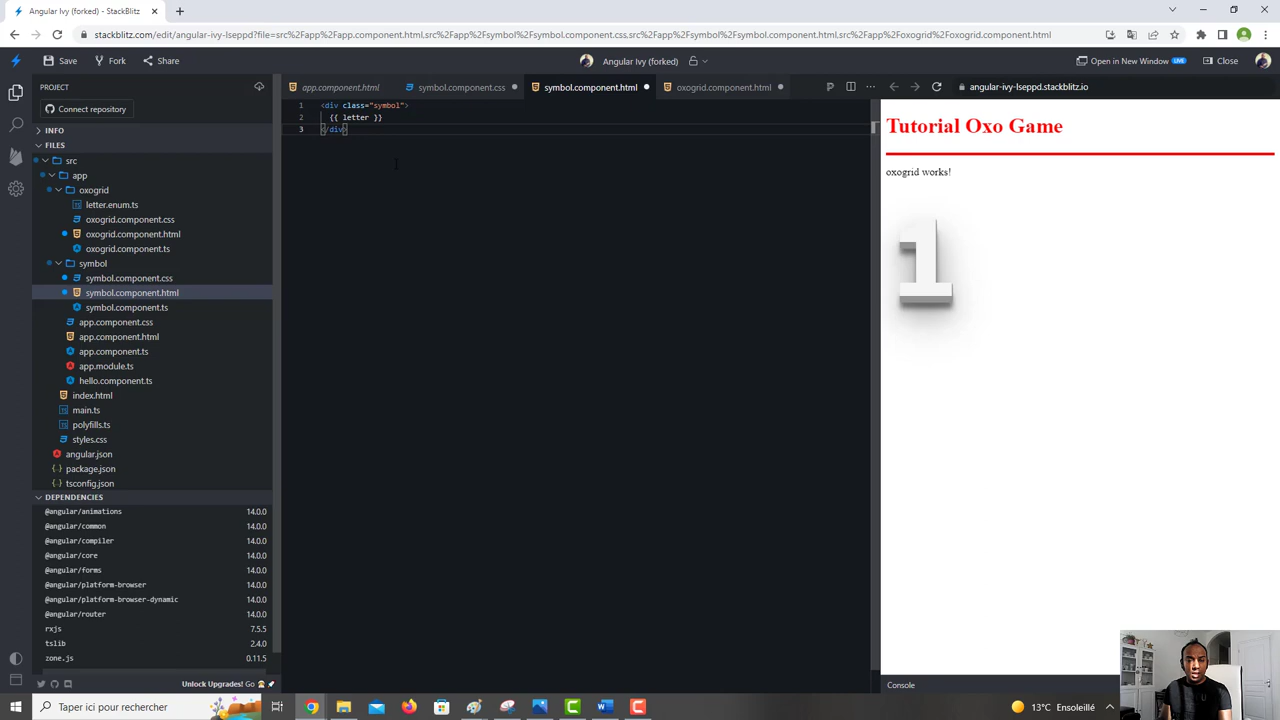 Angular Ivy (forked) - StackBlitz
stackblitz.com/edit/angular-ivy-lseppd?file=src%2Fapp%2Fapp.component.html,src%2Fapp%2Fsymbol%2Fsymbol.component.css,src%2Fapp%2Fsymbol%2Fsymbol.component.html,src%2Fapp%2Foxogrid%2Foxogrid.component.html
Save Fork Share Angular Ivy (forked) Open in New Window LIVE Close
PROJECT
Connect repository
INFO
FILES
src
app
oxogrid
letter.enum.ts
oxogrid.component.css
oxogrid.component.html
oxogrid.component.ts
symbol
symbol.component.css
symbol.component.html
symbol.component.ts
app.component.css
app.component.html
app.component.ts
app.module.ts
hello.component.ts
index.html
main.ts
polyfills.ts
styles.css
angular.json
package.json
tsconfig.json
DEPENDENCIES
@angular/animations 14.0.0
@angular/common 14.0.0
@angular/compiler 14.0.0
@angular/core 14.0.0
@angular/forms 14.0.0
@angular/platform-browser 14.0.0
@angular/platform-browser-dynamic 14.0.0
@angular/router 14.0.0
rxjs 7.5.5
tslib 2.4.0
zone.js 0.11.5
Unlock Upgrades! Go
app.component.html symbol.component.css symbol.component.html oxogrid.component.html
1 <div class="symbol">
2 {{ letter }}
3 </div>
angular-ivy-lseppd.stackblitz.io
Tutorial Oxo Game
oxogrid works!
1
Console
Taper ici pour rechercher
13°C Ensoleillé